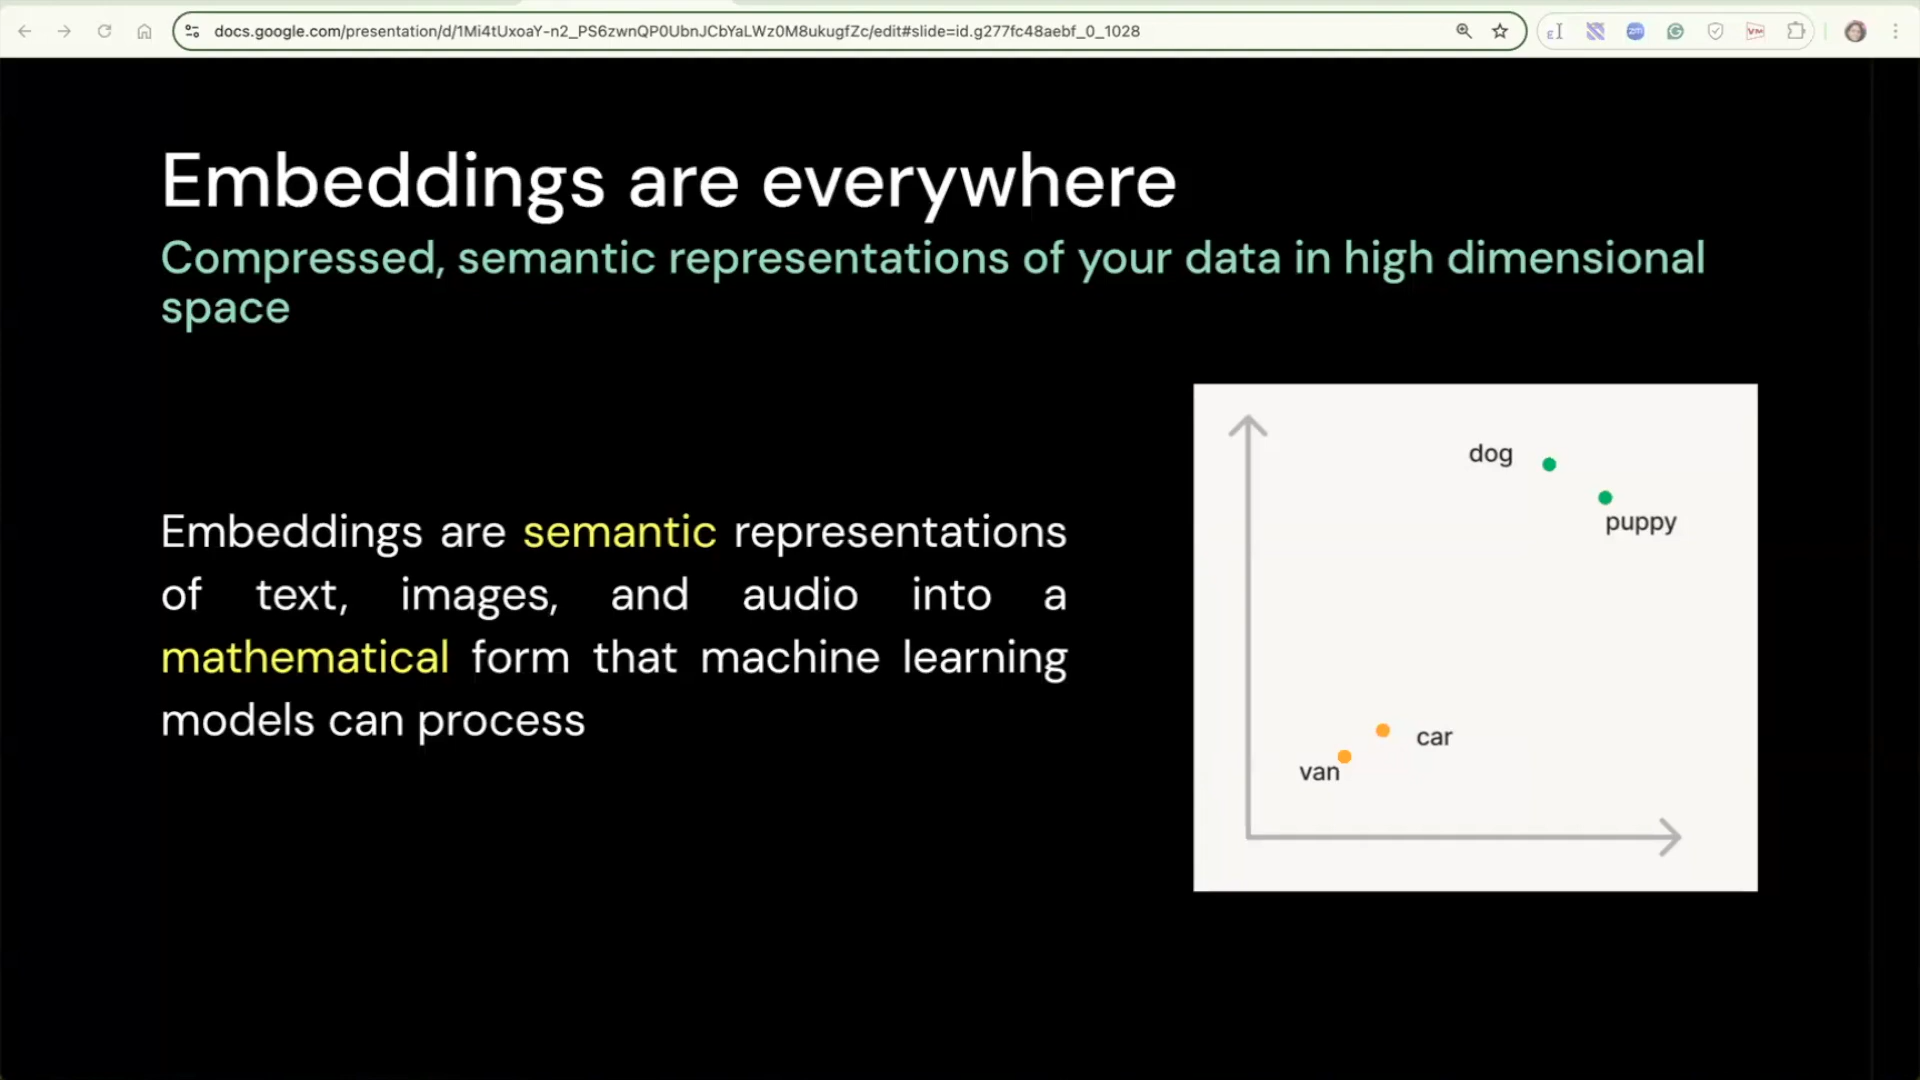 docs.google.com/presentation/d/1Mi4tUxoaY-n2_PS6zwnQP0UbnJCbYaLWz0M8ukugfZc/edit#slide=id.g277fc48aebf_0_1028
Embeddings are everywhere
Compressed, semantic representations of your data in high dimensional
space
Embeddings are semantic representations
of text, images, and audio into a
mathematical form that machine learning
models can process
dog
puppy
car
van